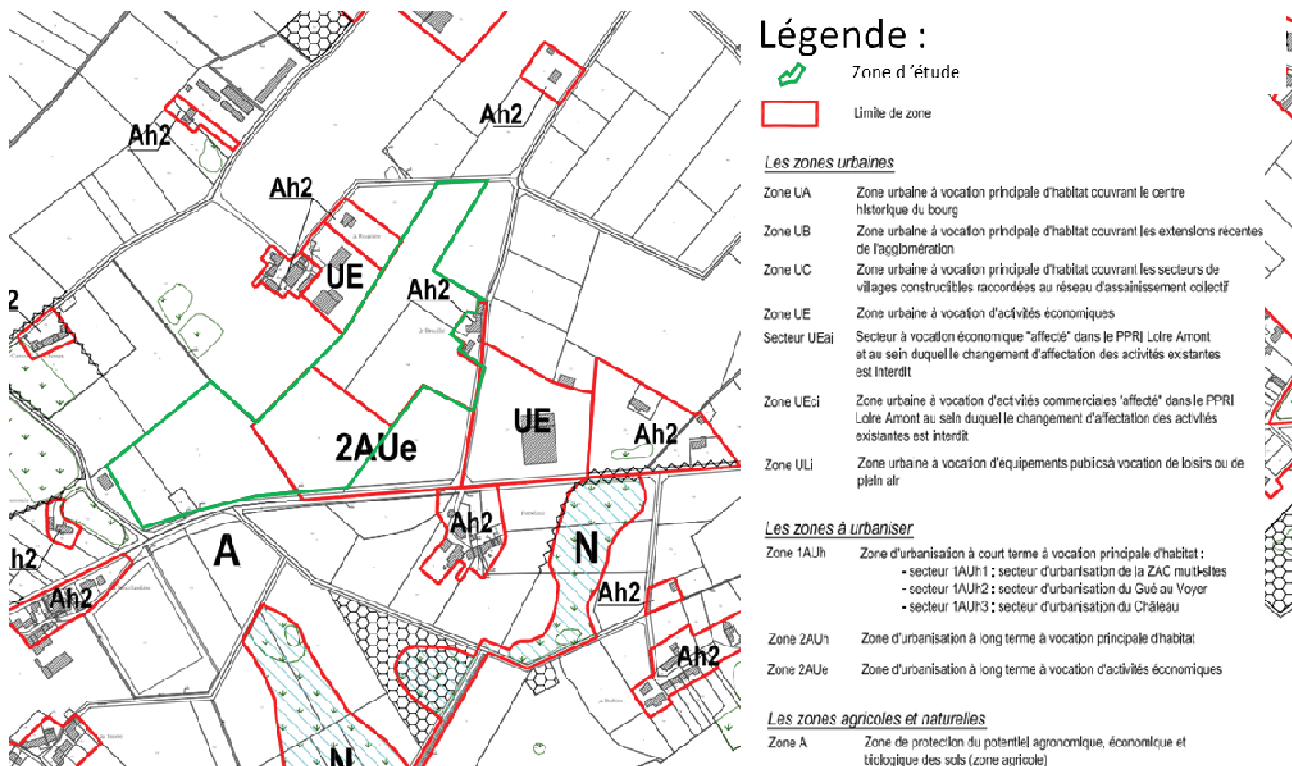 Ah2
Ah2
Ah2
UE
Ah2
2
2AUe
UE
Ah2
Ah2
N
A
h2
Ah2
Ah2
Ah2
N
Légende :
Zone d'étude
Limite de zone
Les zones urbaines
Zone UA Zone urbaine à vocation principale d'habitat couvrant le centre
historique du bourg
Zone UB Zone urbaine à vocation principale d'habitat couvrant les extensions récentes
de l'agglomération
Zone UC Zone urbaine à vocation principale d'habitat couvrant les secteurs de
villages constructibles raccordées au réseau d'assainissement collectif
Zone UE Zone urbaine à vocation d'activités économiques
Secteur UEai Secteur à vocation économique "affecté" dans le PPRI Loire Amont
et au sein duquel le changement d'affectation des activités existantes
est interdit
Zone UEci Zone urbaine à vocation d'activités commerciales "affecté" dans le PPRI
Loire Amont au sein duquel le changement d'affectation des activités
existantes est interdit
Zone ULi Zone urbaine à vocation d'équipements publicsà vocation de loisirs ou de
plein air
Les zones à urbaniser
Zone 1AUh Zone d'urbanisation à court terme à vocation principale d'habitat :
- secteur 1AUh1 : secteur d'urbanisation de la ZAC multi-sites
- secteur 1AUh2 : secteur d'urbanisation du Gué au Voyer
- secteur 1AUh3 : secteur d'urbanisation du Château
Zone 2AUh Zone d'urbanisation à long terme à vocation principale d'habitat
Zone 2AUe Zone d'urbanisation à long terme à vocation d'activités économiques
Les zones agricoles et naturelles
Zone A Zone de protection du potentiel agronomique, économique et
biologique des sols (zone agricole)